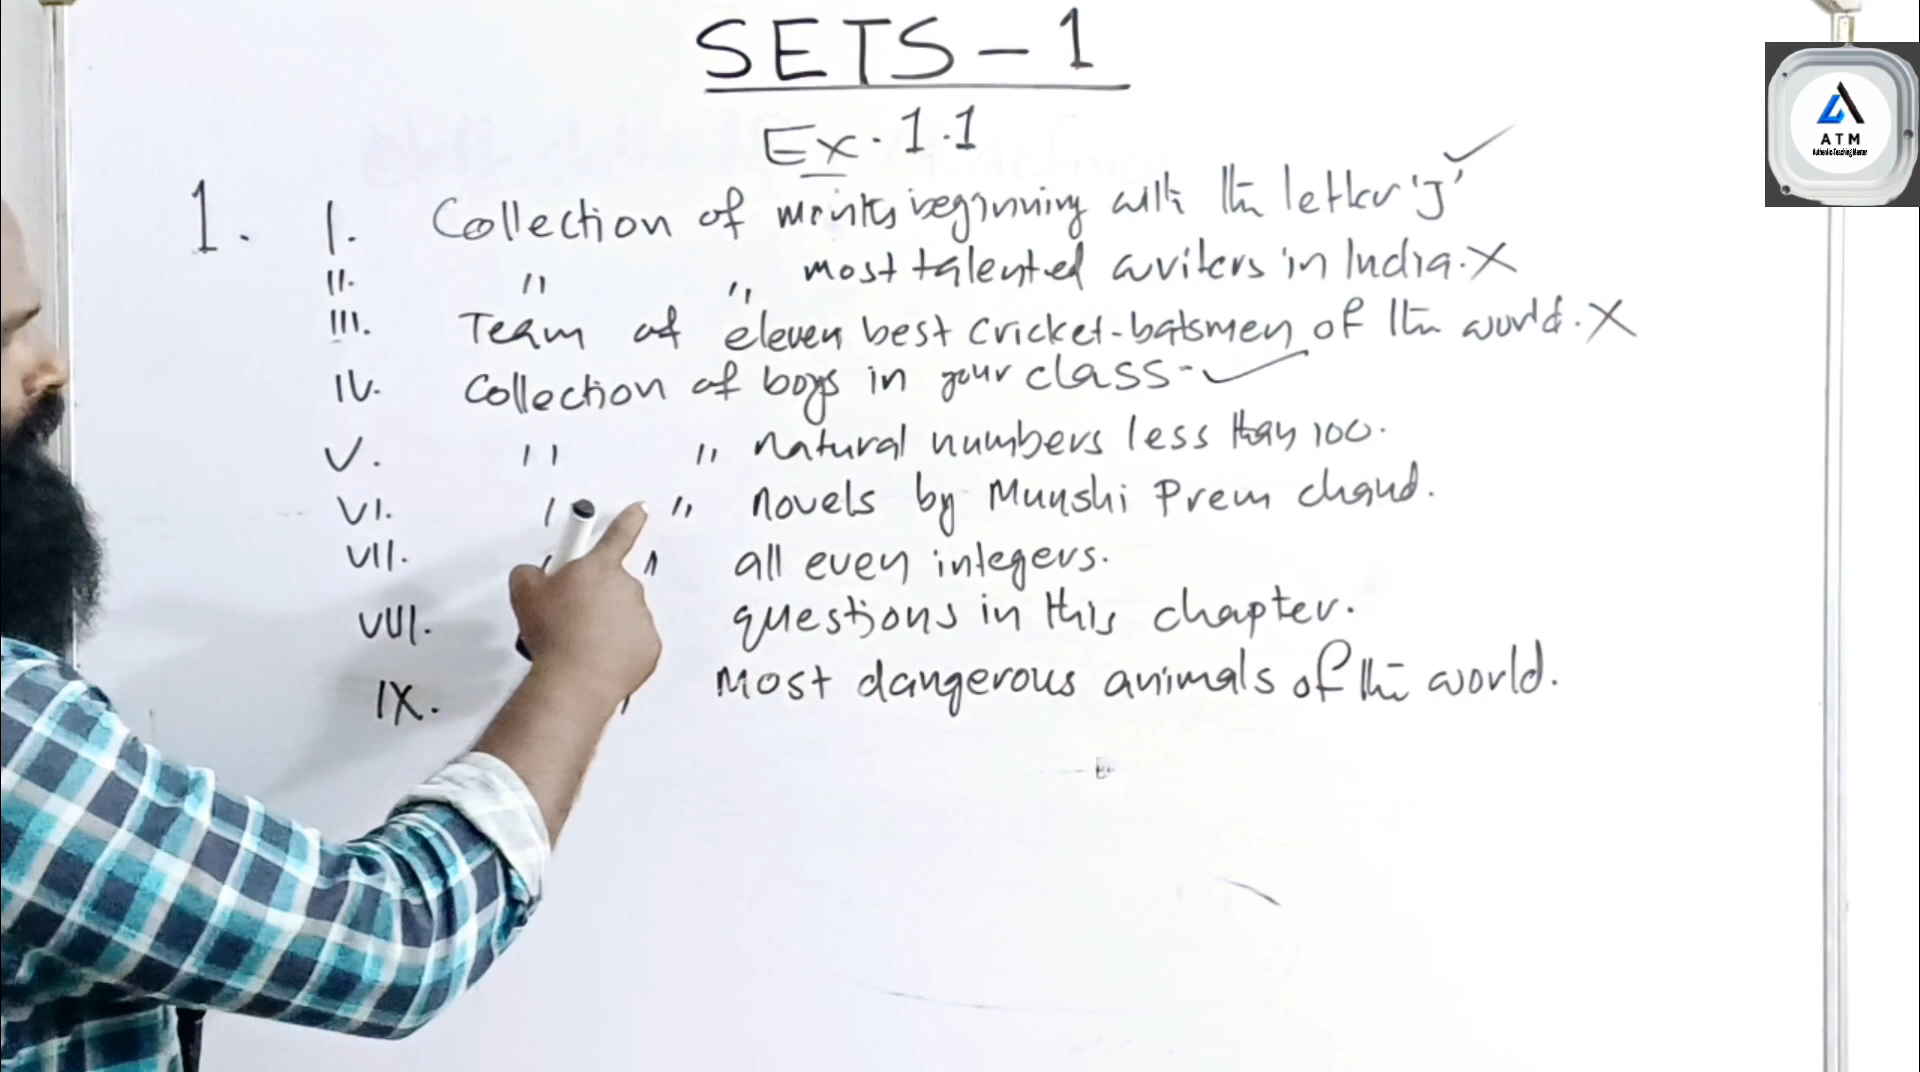 SETS - 1
Ex. 1.1
1. I. Collection of months beginning with the letter 'J' ✓
II. " " most talented writers in India. X
III. Team of eleven best cricket-batsmen of the world. X
IV. Collection of boys in your class - ✓
V. " " natural numbers less than 100.
VI. " novels by Munshi Prem chand.
VII. all even integers.
VIII. questions in this chapter.
IX. Most dangerous animals of the world.
ATM
Authentic Teaching Master